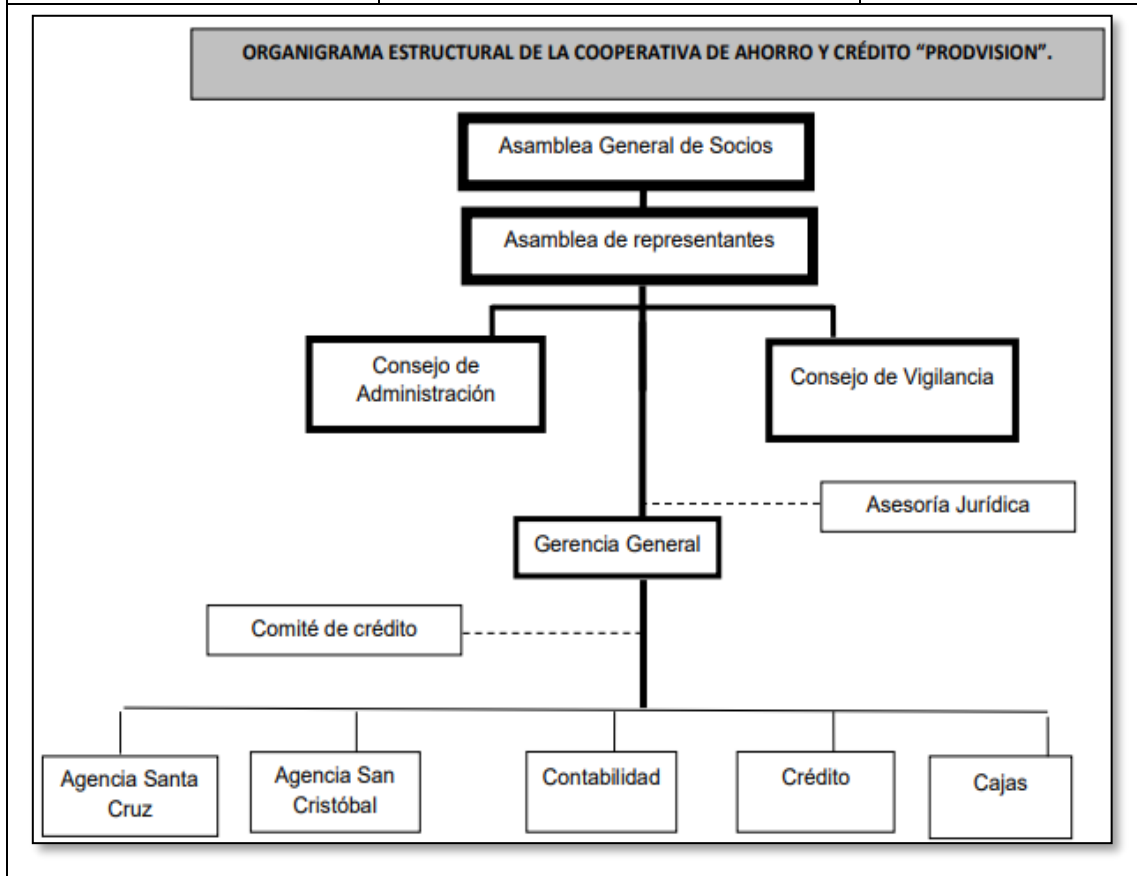 ORGANIGRAMA ESTRUCTURAL DE LA COOPERATIVA DE AHORRO Y CRÉDITO “PRODVISION”.
Asamblea General de Socios
Asamblea de representantes
Consejo de
Administración
Consejo de Vigilancia
Asesoría Jurídica
Gerencia General
Comité de crédito
Agencia Santa
Cruz
Agencia San
Cristóbal
Contabilidad
Crédito
Cajas